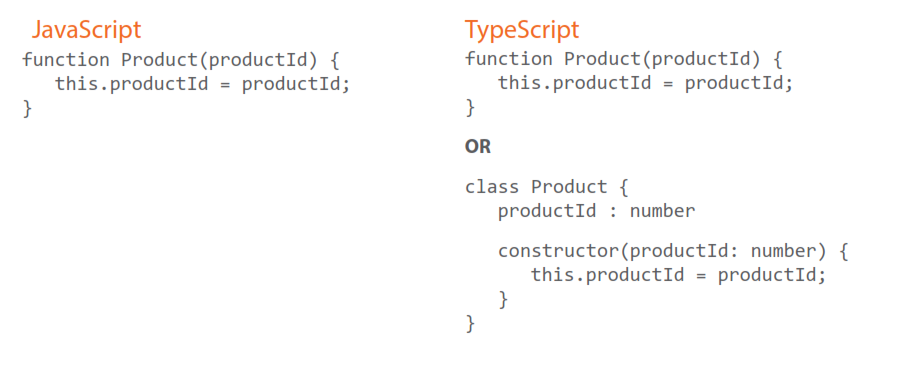 JavaScript
function Product(productId) {
   this.productId = productId;
}
TypeScript
function Product(productId) {
   this.productId = productId;
}
OR
class Product {
   productId : number
   constructor(productId: number) {
      this.productId = productId;
   }
}